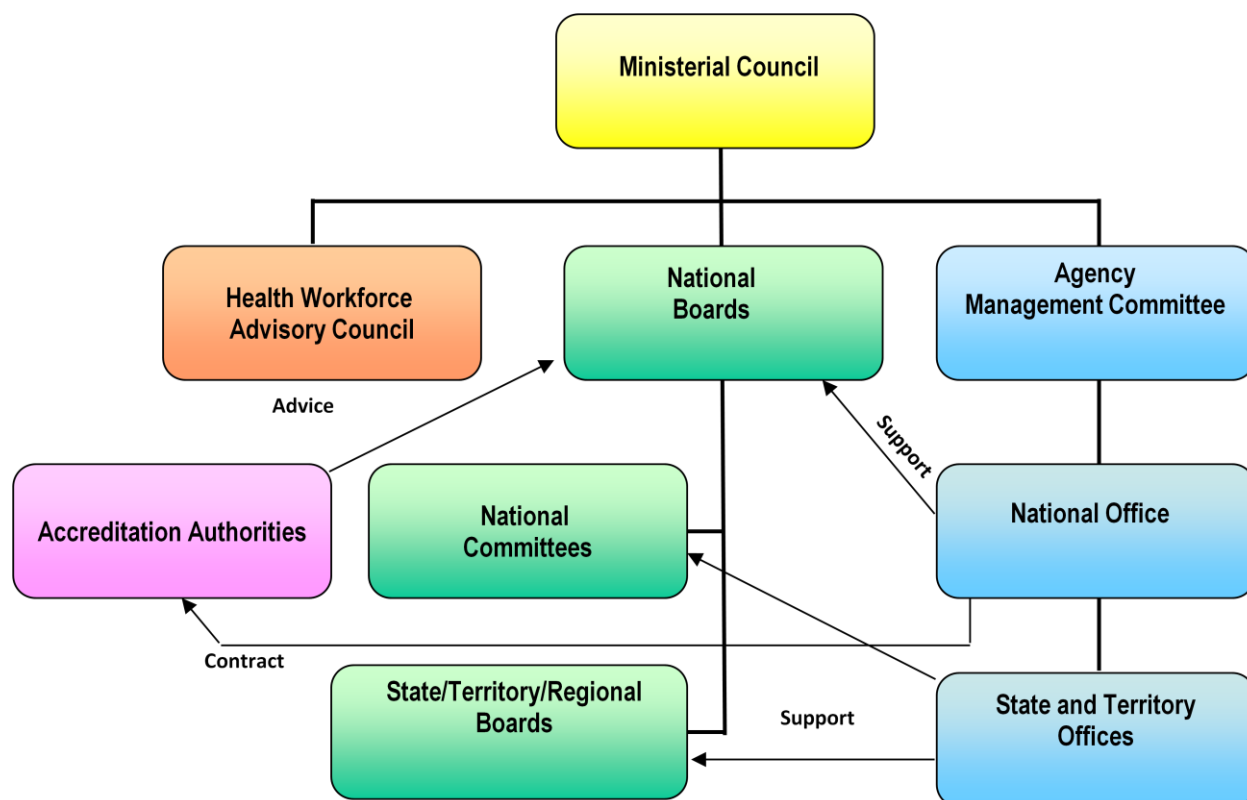 Ministerial Council
Health Workforce
Advisory Council
National
Boards
Agency
Management Committee
Advice
Support
Accreditation Authorities
National
Committees
National Office
Contract
State/Territory/Regional
Boards
Support
State and Territory
Offices